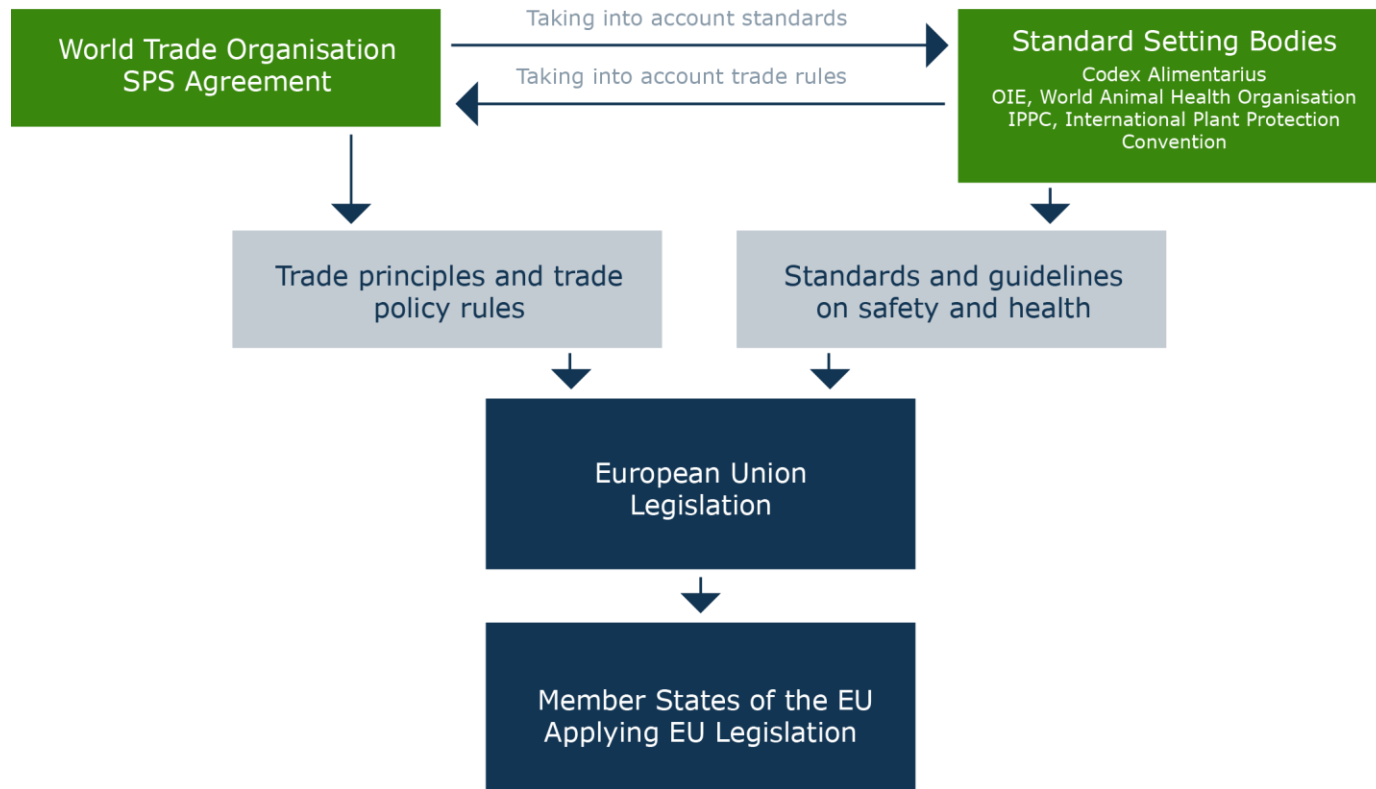 World Trade Organisation
SPS Agreement
Taking into account standards
Taking into account trade rules
Standard Setting Bodies
Codex Alimentarius
OIE, World Animal Health Organisation
IPPC, International Plant Protection
Convention
Trade principles and trade
policy rules
Standards and guidelines
on safety and health
European Union
Legislation
Member States of the EU
Applying EU Legislation